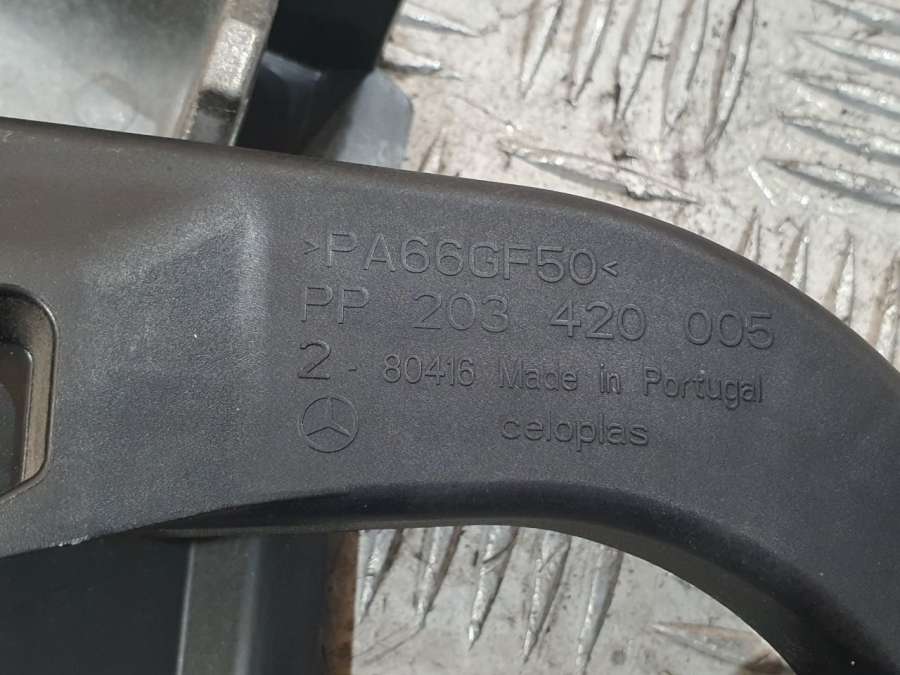 >PA66GF50<
PP 203 420 005
2 - 80416 Made in Portugal
celoplas